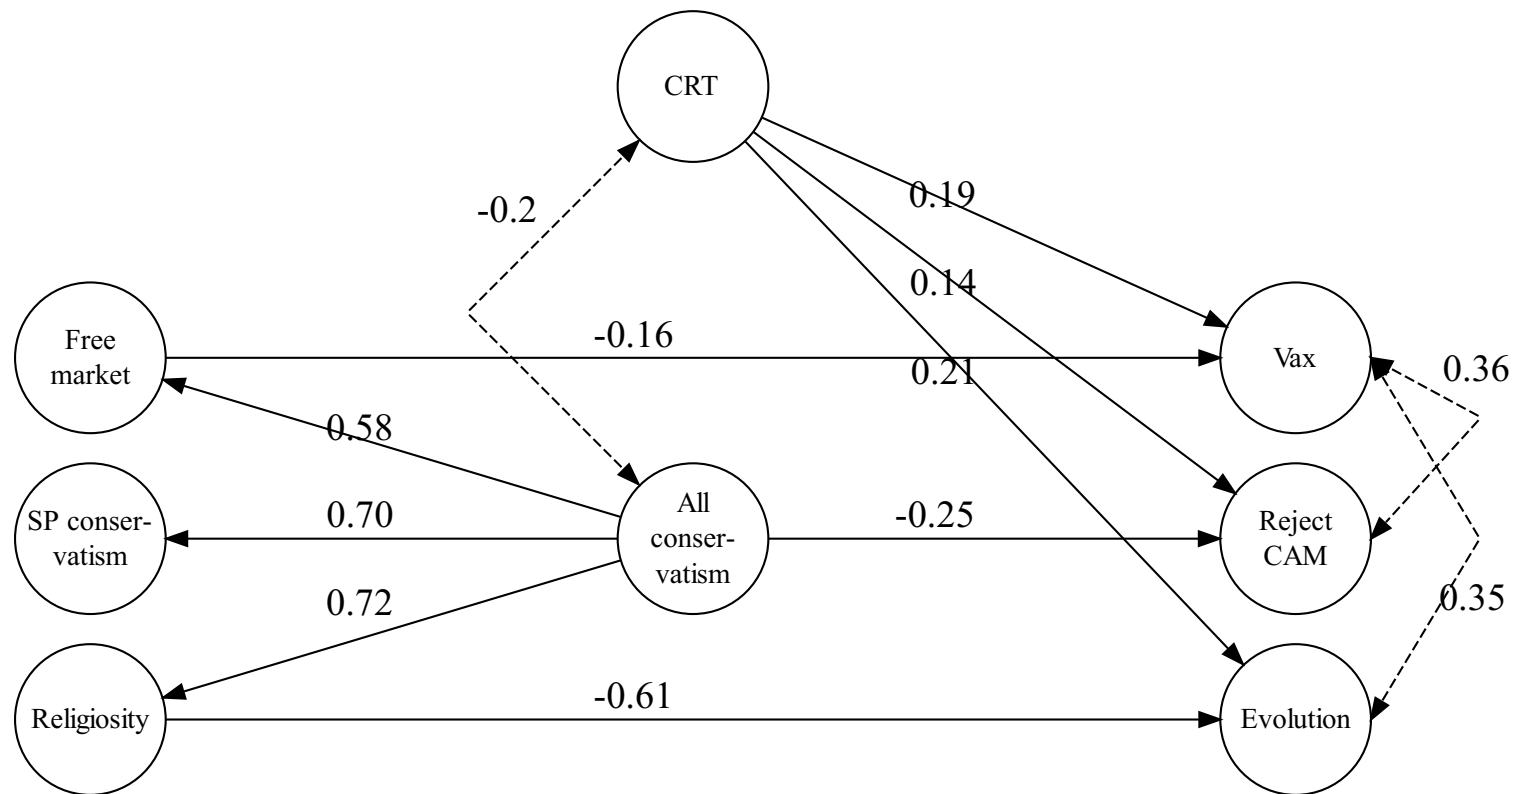 CRT
0.19
-0.2
0.14
Free
market
-0.16
Vax
0.36
0.21
0.58
SP conser-
vatism
0.70
All
conser-
vatism
-0.25
Reject
CAM
0.72
0.35
Religiosity
-0.61
Evolution